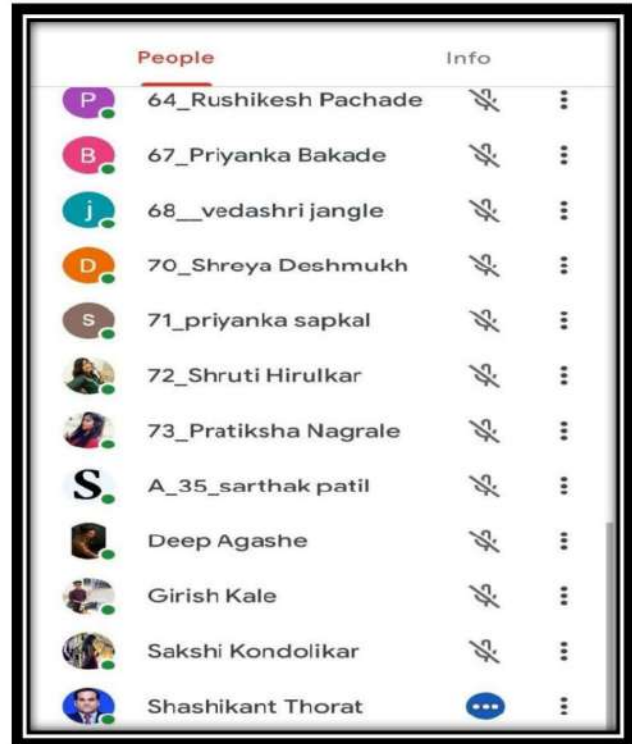 People Info
P 64_Rushikesh Pachade
B 67_Priyanka Bakade
j 68__vedashri jangle
D 70_Shreya Deshmukh
s 71_priyanka sapkal
72_Shruti Hirulkar
73_Pratiksha Nagrale
S. A_35_sarthak patil
Deep Agashe
Girish Kale
Sakshi Kondolikar
Shashikant Thorat